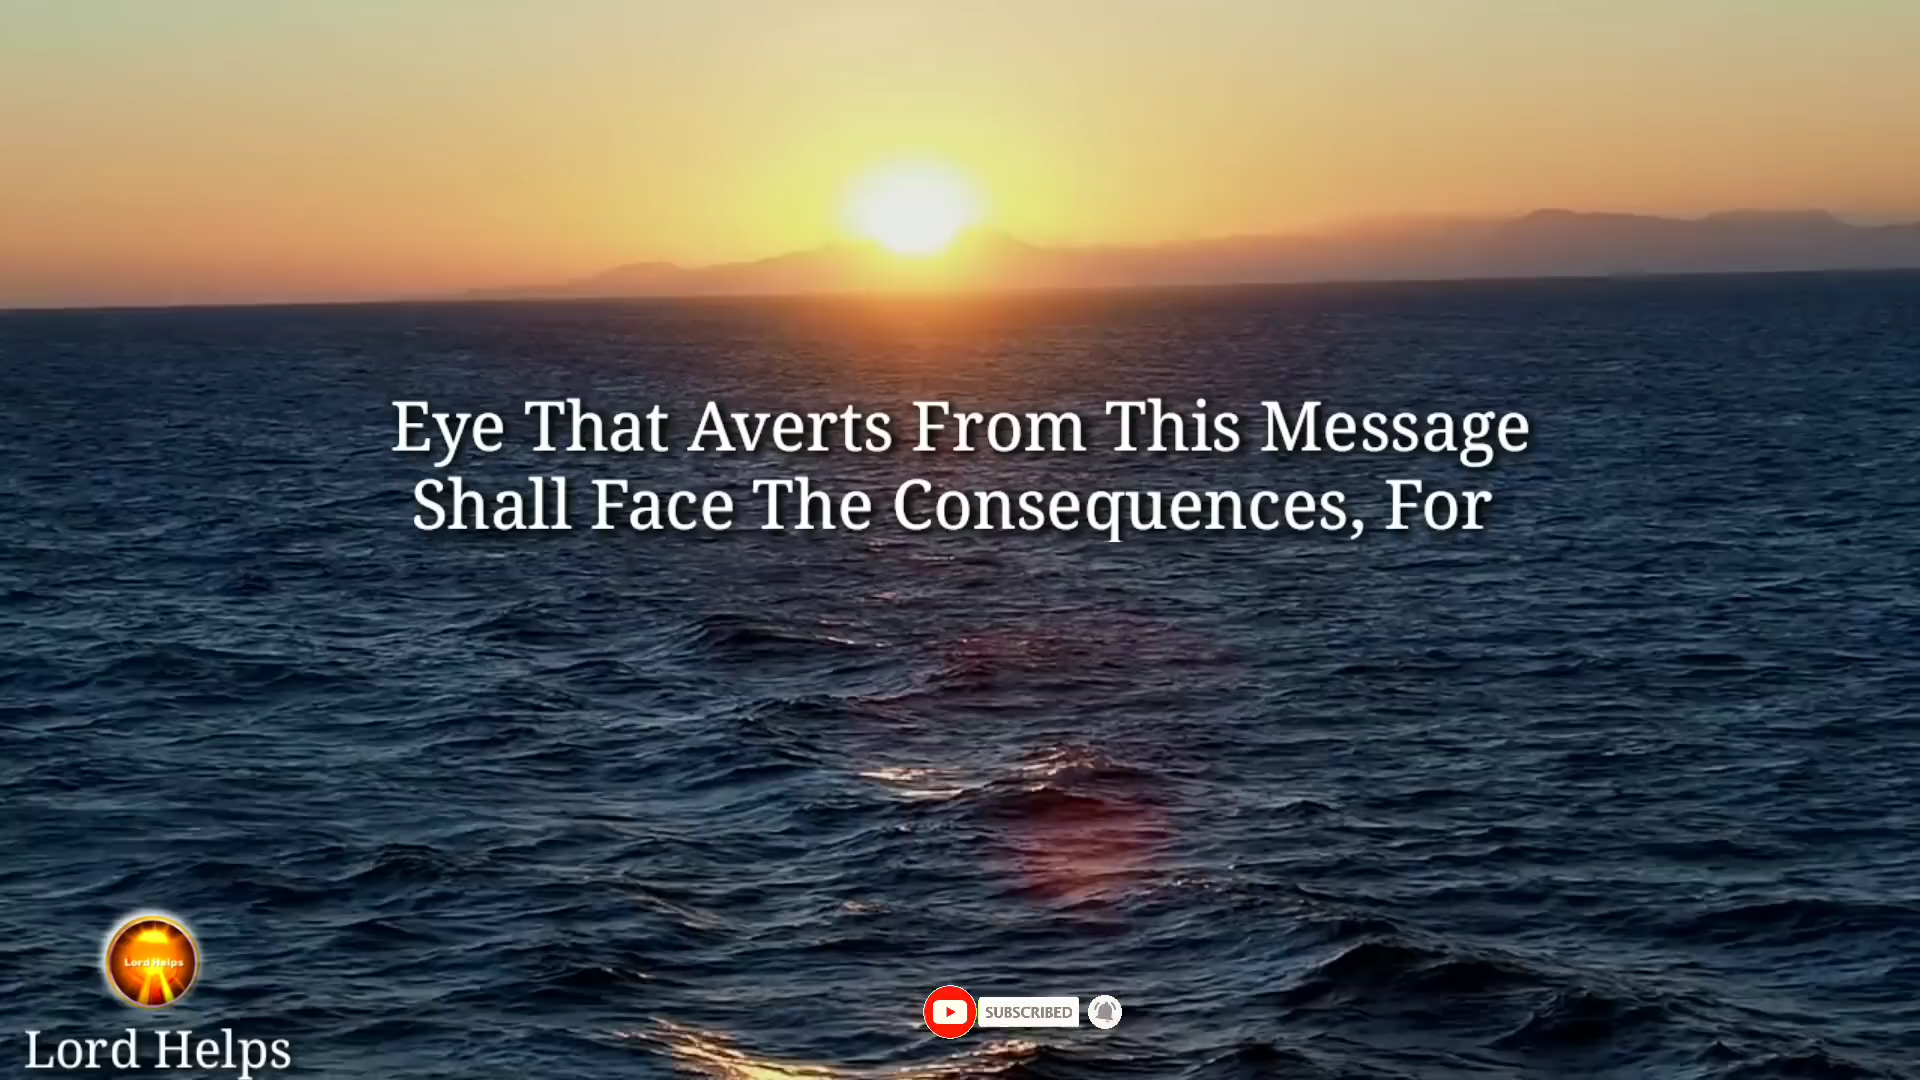 Eye That Averts From This Message
Shall Face The Consequences, For
Lord Helps
SUBSCRIBED
Lord Helps